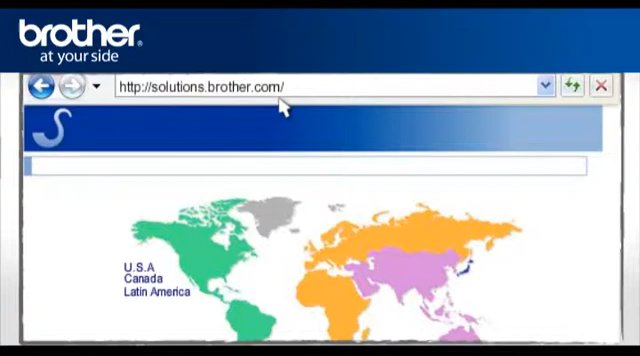 brother
at your side
http://solutions.brother.com/
U.S.A
Canada
Latin America